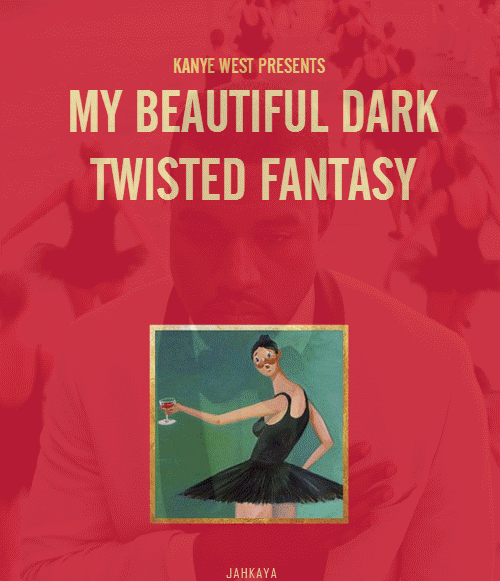 KANYE WEST PRESENTS
MY BEAUTIFUL DARK
TWISTED FANTASY
JAHKAYA